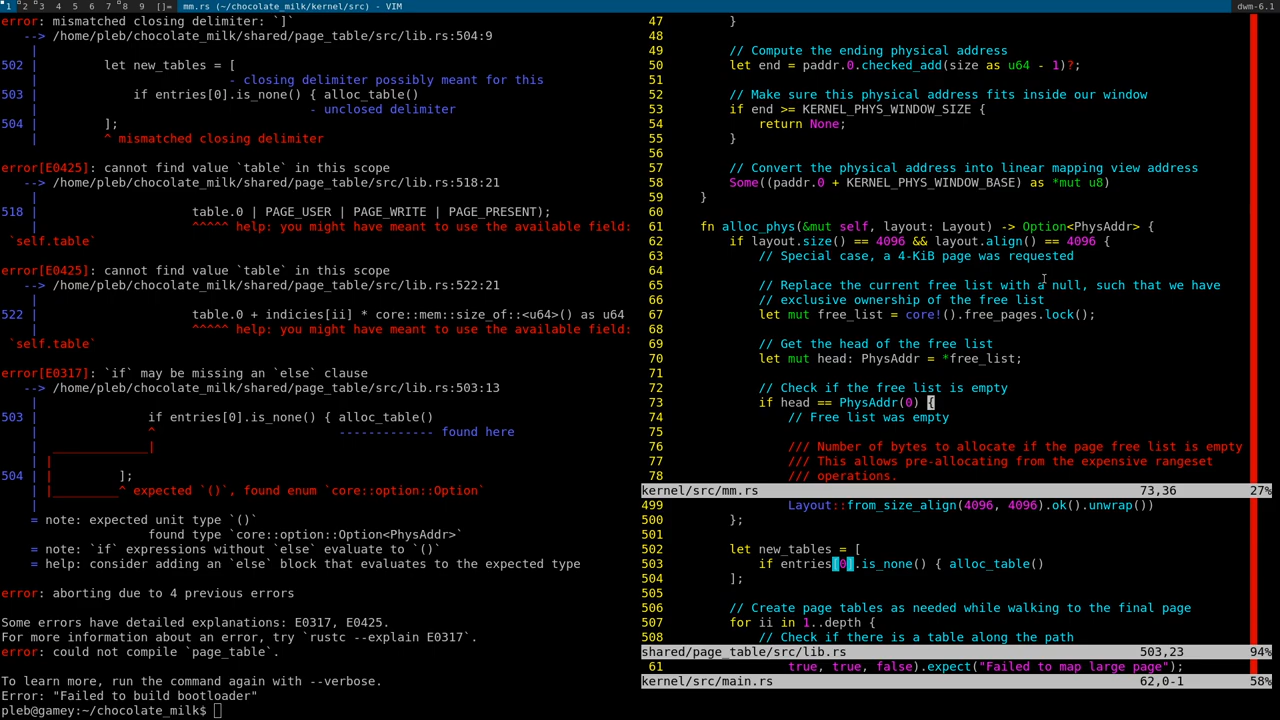 1 2 3 4 5 6 7 8 9 []= mm.rs (~/chocolate_milk/kernel/src) - VIM dwm-6.1
error: mismatched closing delimiter: `]`
--> /home/pleb/chocolate_milk/shared/page_table/src/lib.rs:504:9
|
502 | let new_tables = [
| - closing delimiter possibly meant for this
503 | if entries[0].is_none() { alloc_table()
| - unclosed delimiter
504 | ];
| ^ mismatched closing delimiter
error[E0425]: cannot find value `table` in this scope
--> /home/pleb/chocolate_milk/shared/page_table/src/lib.rs:518:21
|
518 | table.0 | PAGE_USER | PAGE_WRITE | PAGE_PRESENT);
| ^^^^^ help: you might have meant to use the available field:
`self.table`
error[E0425]: cannot find value `table` in this scope
--> /home/pleb/chocolate_milk/shared/page_table/src/lib.rs:522:21
|
522 | table.0 + indicies[ii] * core::mem::size_of::<u64>() as u64
| ^^^^^ help: you might have meant to use the available field:
`self.table`
error[E0317]: `if` may be missing an `else` clause
--> /home/pleb/chocolate_milk/shared/page_table/src/lib.rs:503:13
|
503 | if entries[0].is_none() { alloc_table()
| ^ ------------- found here
| _____________|
| |
504 | | ];
| |_________^ expected `()`, found enum `core::option::Option`
|
= note: expected unit type `()`
found type `core::option::Option<PhysAddr>`
= note: `if` expressions without `else` evaluate to `()`
= help: consider adding an `else` block that evaluates to the expected type
error: aborting due to 4 previous errors
Some errors have detailed explanations: E0317, E0425.
For more information about an error, try `rustc --explain E0317`.
error: could not compile `page_table`.
To learn more, run the command again with --verbose.
Error: "Failed to build bootloader"
pleb@gamey:~/chocolate_milk$
47 }
48
49 // Compute the ending physical address
50 let end = paddr.0.checked_add(size as u64 - 1)?;
51
52 // Make sure this physical address fits inside our window
53 if end >= KERNEL_PHYS_WINDOW_SIZE {
54 return None;
55 }
56
57 // Convert the physical address into linear mapping view address
58 Some((paddr.0 + KERNEL_PHYS_WINDOW_BASE) as *mut u8)
59 }
60
61 fn alloc_phys(&mut self, layout: Layout) -> Option<PhysAddr> {
62 if layout.size() == 4096 && layout.align() == 4096 {
63 // Special case, a 4-KiB page was requested
64
65 // Replace the current free list with a null, such that we have
66 // exclusive ownership of the free list
67 let mut free_list = core!().free_pages.lock();
68
69 // Get the head of the free list
70 let mut head: PhysAddr = *free_list;
71
72 // Check if the free list is empty
73 if head == PhysAddr(0) {
74 // Free list was empty
75
76 /// Number of bytes to allocate if the page free list is empty
77 /// This allows pre-allocating from the expensive rangeset
78 /// operations.
kernel/src/mm.rs 73,36 27%
499 Layout::from_size_align(4096, 4096).ok().unwrap())
500 };
501
502 let new_tables = [
503 if entries[0].is_none() { alloc_table()
504 ];
505
506 // Create page tables as needed while walking to the final page
507 for ii in 1..depth {
508 // Check if there is a table along the path
shared/page_table/src/lib.rs 503,23 94%
61 true, true, false).expect("Failed to map large page");
kernel/src/main.rs 62,0-1 58%